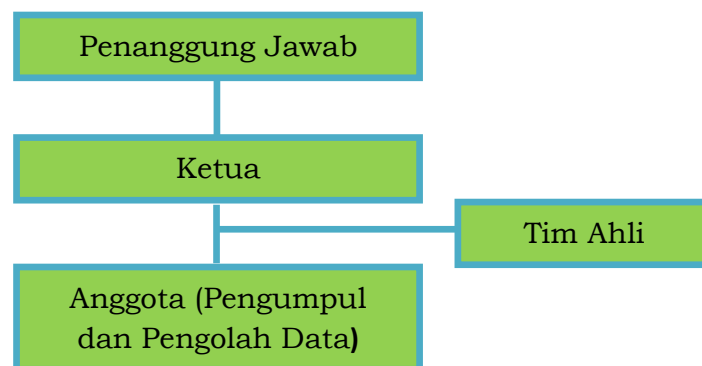 Penanggung Jawab
Ketua
Tim Ahli
Anggota (Pengumpul
dan Pengolah Data)